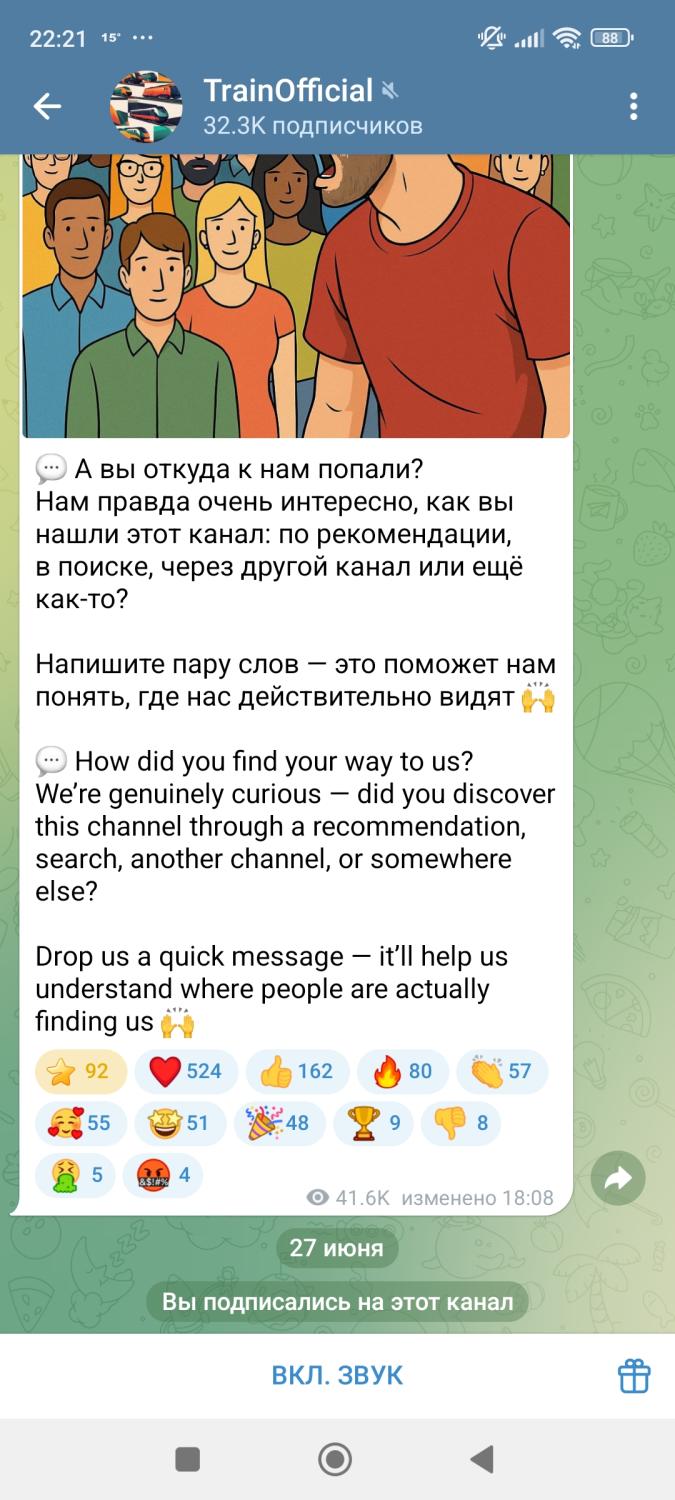 22:21 15° ...
88
TrainOfficial
32.3K подписчиков
💬 А вы откуда к нам попали?
Нам правда очень интересно, как вы
нашли этот канал: по рекомендации,
в поиске, через другой канал или ещё
как-то?
Напишите пару слов — это поможет нам
понять, где нас действительно видят 🙌
💬 How did you find your way to us?
We’re genuinely curious — did you discover
this channel through a recommendation,
search, another channel, or somewhere
else?
Drop us a quick message — it’ll help us
understand where people are actually
finding us 🙌
⭐ 92 ❤ 524 👍 162 🔥 80 👏 57
🥰 55 🤩 51 🎉 48 🏆 9 👎 8
🤮 5 🤬 4
41.6K изменено 18:08
27 июня
Вы подписались на этот канал
ВКЛ. ЗВУК